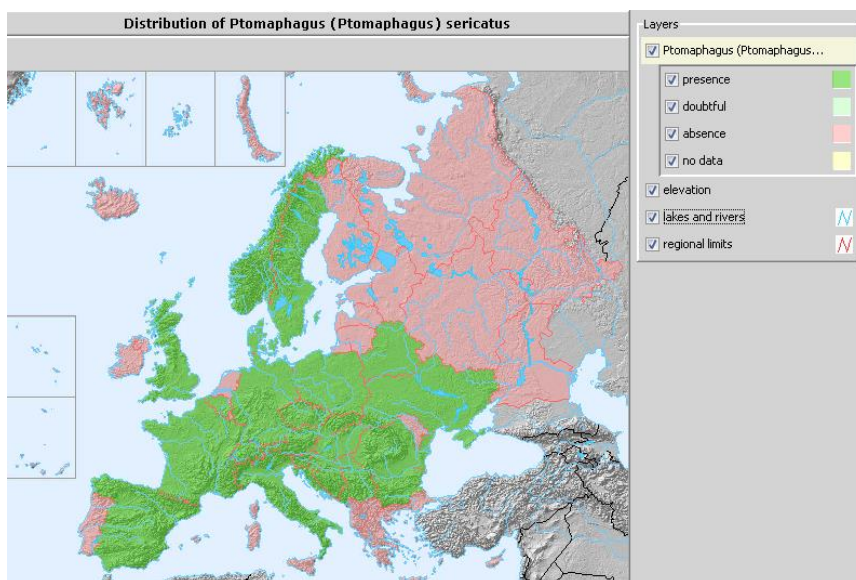 Distribution of Ptomaphagus (Ptomaphagus) sericatus
Layers
Ptomaphagus (Ptomaphagus...
presence
doubtful
absence
no data
elevation
lakes and rivers
regional limits